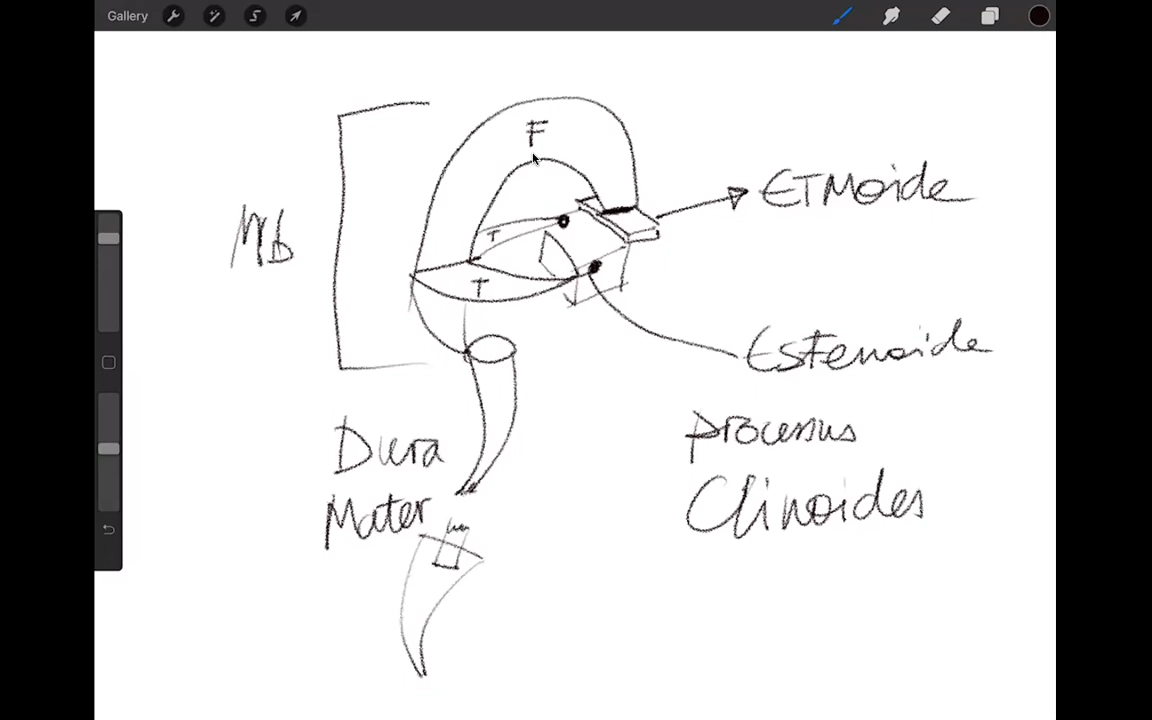 Gallery
F
ETMoide
T
Mb
T
Estenoide
Dura
Mater
processus
Clinoides